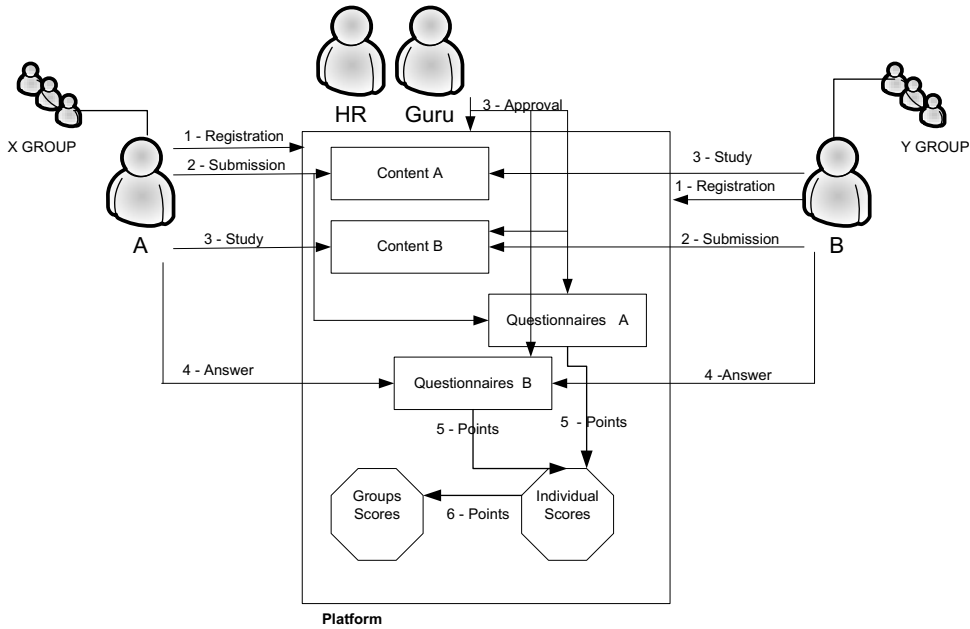 HR
Guru
3 - Approval
X GROUP
Y GROUP
1 - Registration
2 - Submission
Content A
3 - Study
1 - Registration
A
3 - Study
Content B
2 - Submission
B
Questionnaires A
4 - Answer
Questionnaires B
4 -Answer
5 - Points
5 - Points
Groups
Scores
6 - Points
Individual
Scores
Platform